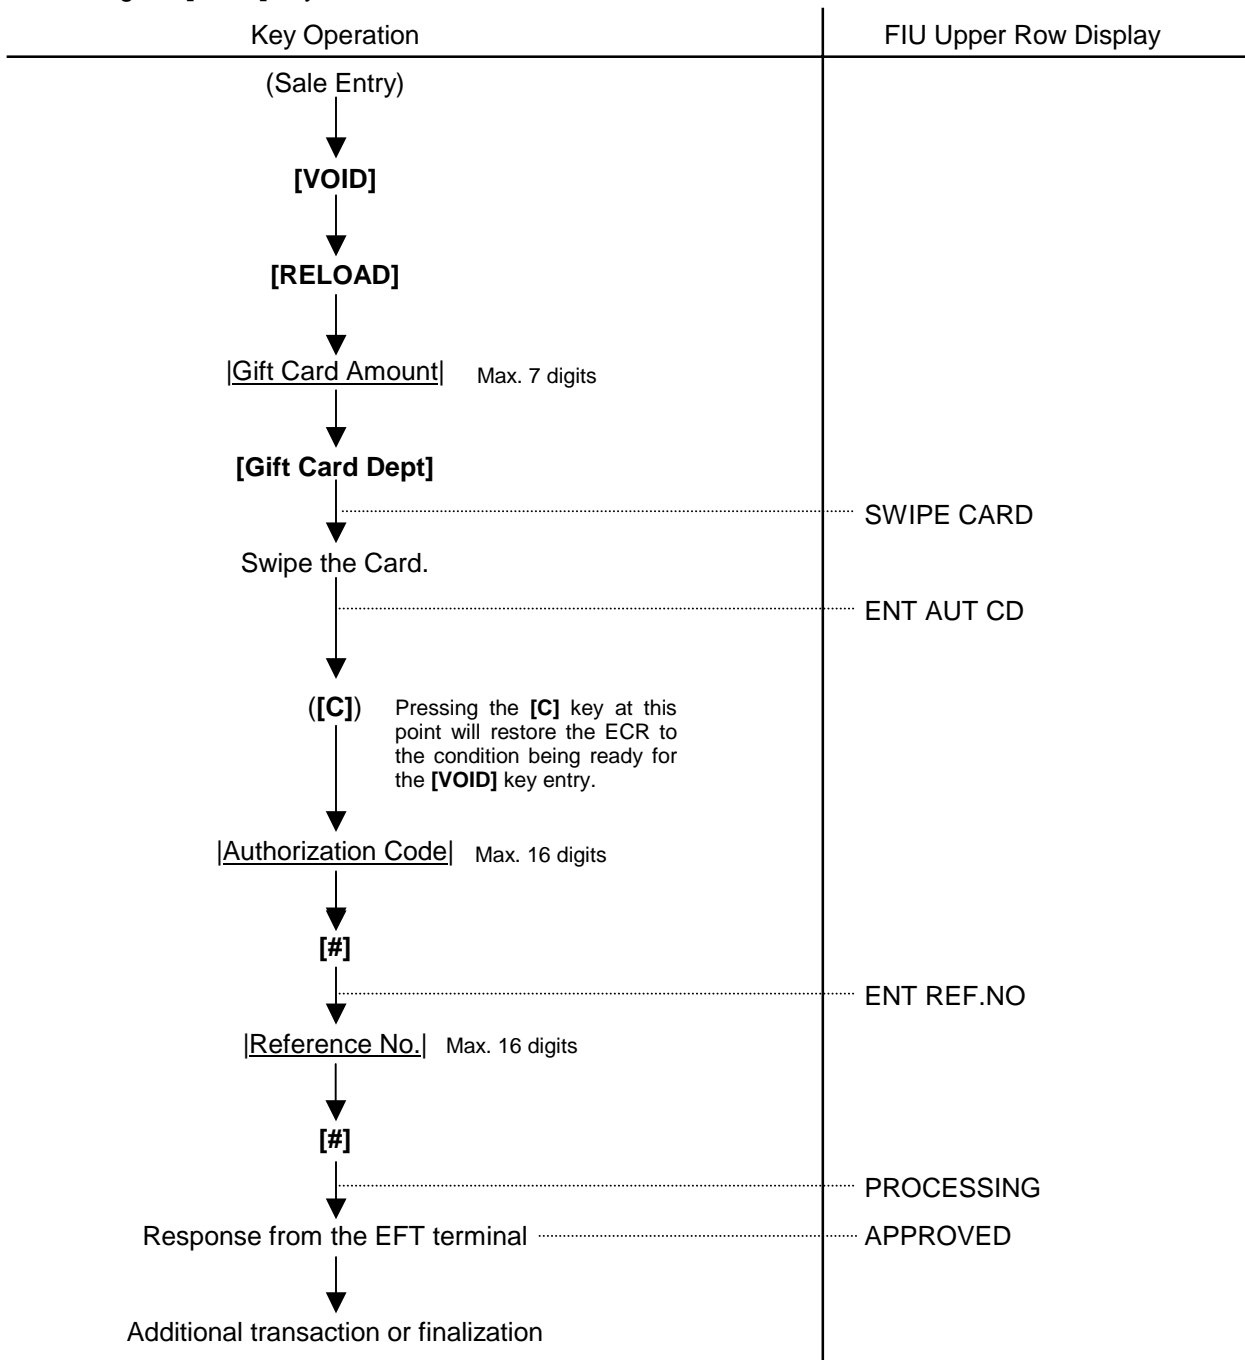 Key Operation FIU Upper Row Display
(Sale Entry)
[VOID]
[RELOAD]
|Gift Card Amount| Max. 7 digits
[Gift Card Dept]
SWIPE CARD
Swipe the Card.
ENT AUT CD
([C]) Pressing the [C] key at this
point will restore the ECR to
the condition being ready for
the [VOID] key entry.
|Authorization Code| Max. 16 digits
[#]
ENT REF.NO
|Reference No.| Max. 16 digits
[#]
PROCESSING
Response from the EFT terminal APPROVED
Additional transaction or finalization